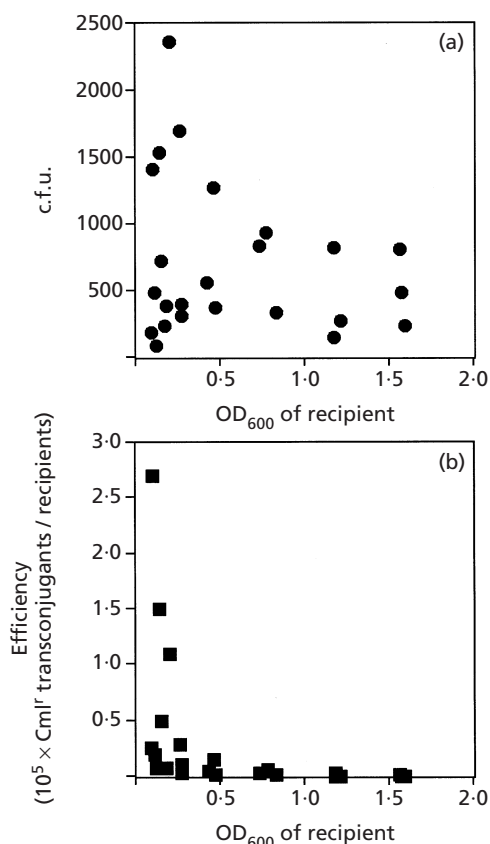 (a)
2500
2000
1500
1000
500
c.f.u.
0·5
1·0
1·5
2·0
OD600 of recipient
(b)
3·0
2·5
2·0
1·5
1·0
0·5
Efficiency
(10⁵ × Cmlʳ transconjugants / recipients)
0·5
1·0
1·5
2·0
OD600 of recipient